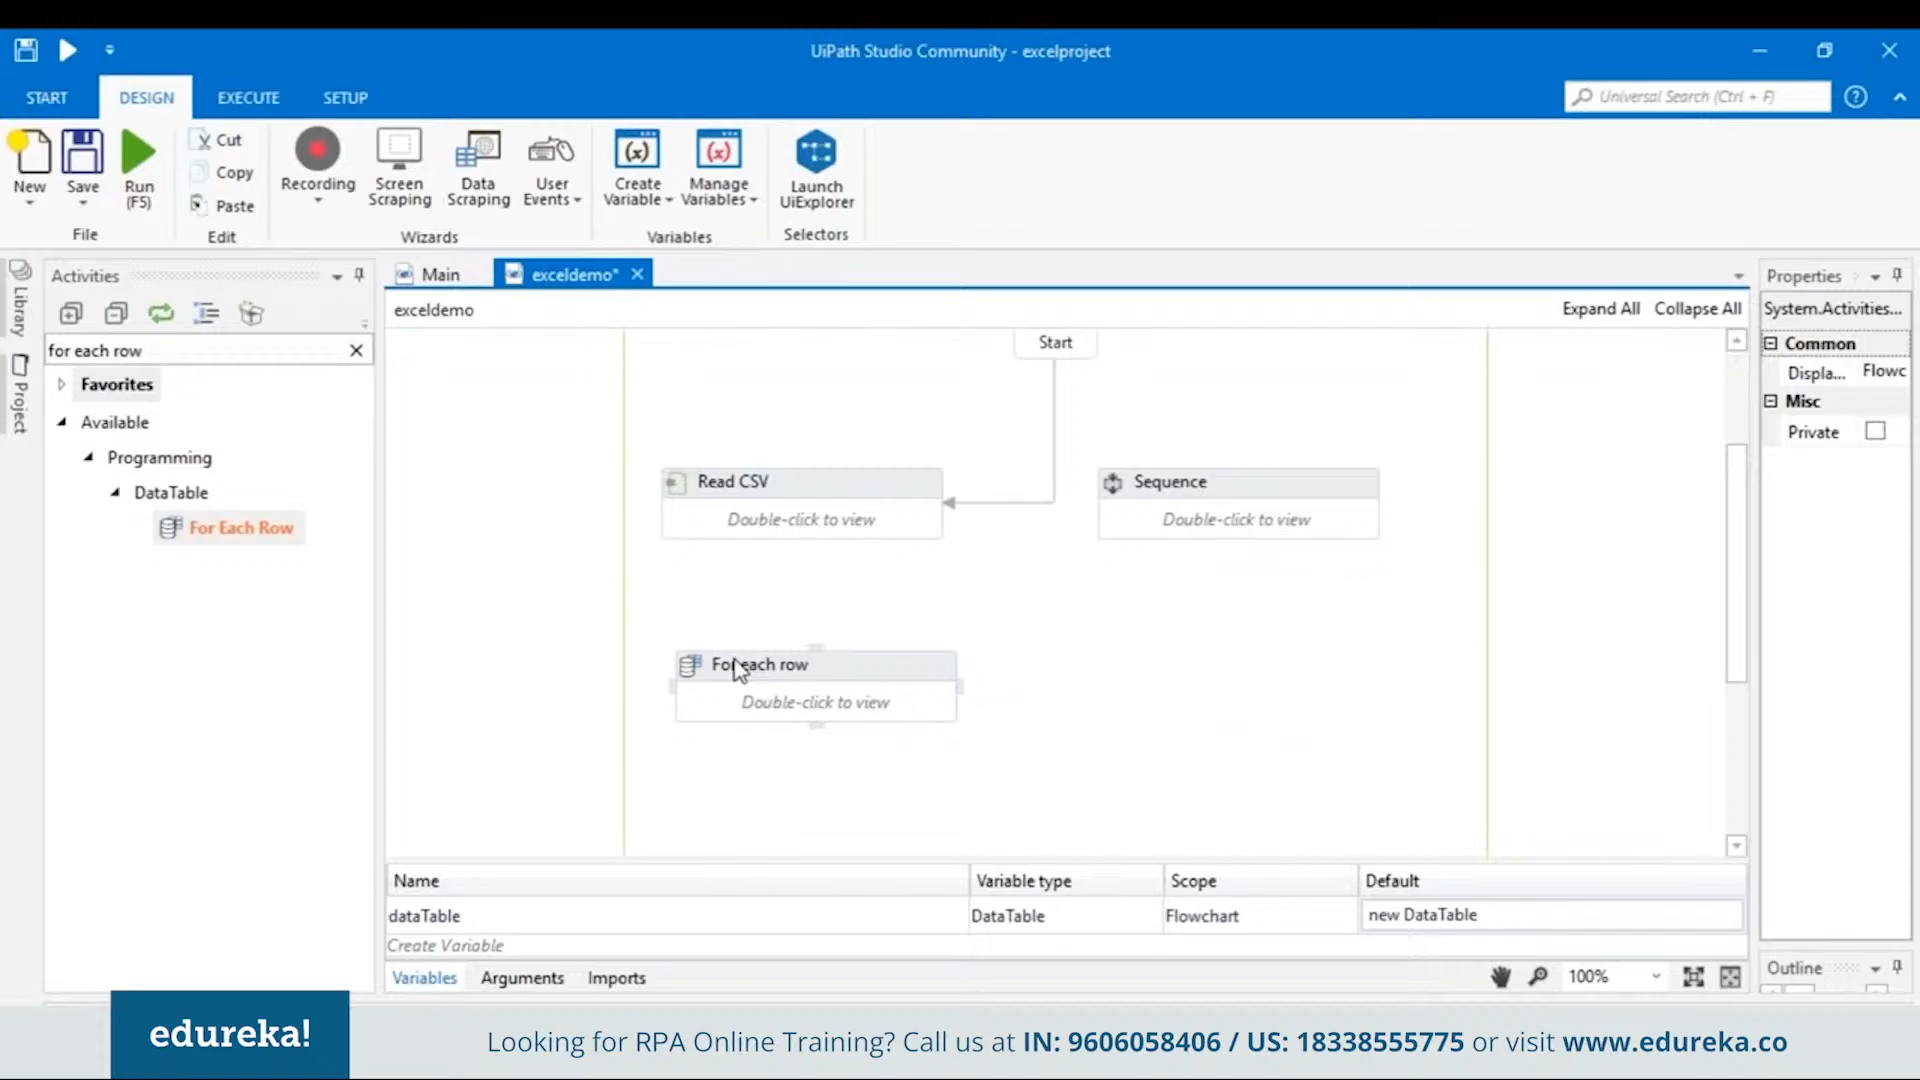 UiPath Studio Community - excelproject
START
DESIGN
EXECUTE
SETUP
Universal Search (Ctrl + F)
New
Save
Run
(F5)
Cut
Copy
Paste
Recording
Screen
Scraping
Data
Scraping
User
Events
Create
Variable
Manage
Variables
Launch
UiExplorer
File
Edit
Wizards
Variables
Selectors
Library
Project
Activities
for each row
Favorites
Available
Programming
DataTable
For Each Row
Main
exceldemo*
exceldemo
Expand All
Collapse All
Start
Read CSV
Double-click to view
Sequence
Double-click to view
For each row
Double-click to view
Name
Variable type
Scope
Default
dataTable
DataTable
Flowchart
new DataTable
Create Variable
Variables
Arguments
Imports
100%
Properties
System.Activities...
Common
Displa...
Flowc
Misc
Private
Outline
edureka!
Looking for RPA Online Training? Call us at IN: 9606058406 / US: 18338555775 or visit www.edureka.co